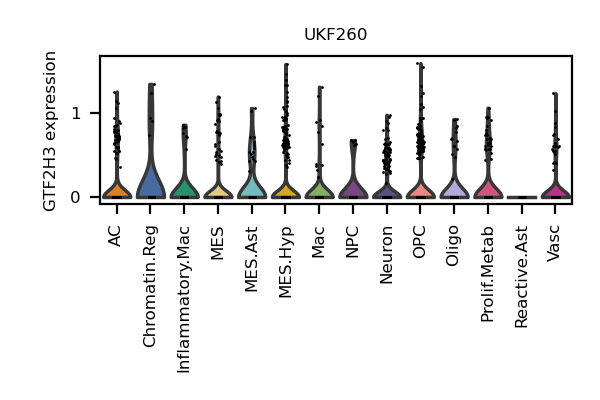 UKF260
GTF2H3 expression
1
0
AC
Chromatin.Reg
Inflammatory.Mac
MES
MES.Ast
MES.Hyp
Mac
NPC
Neuron
OPC
Oligo
Prolif.Metab
Reactive.Ast
Vasc